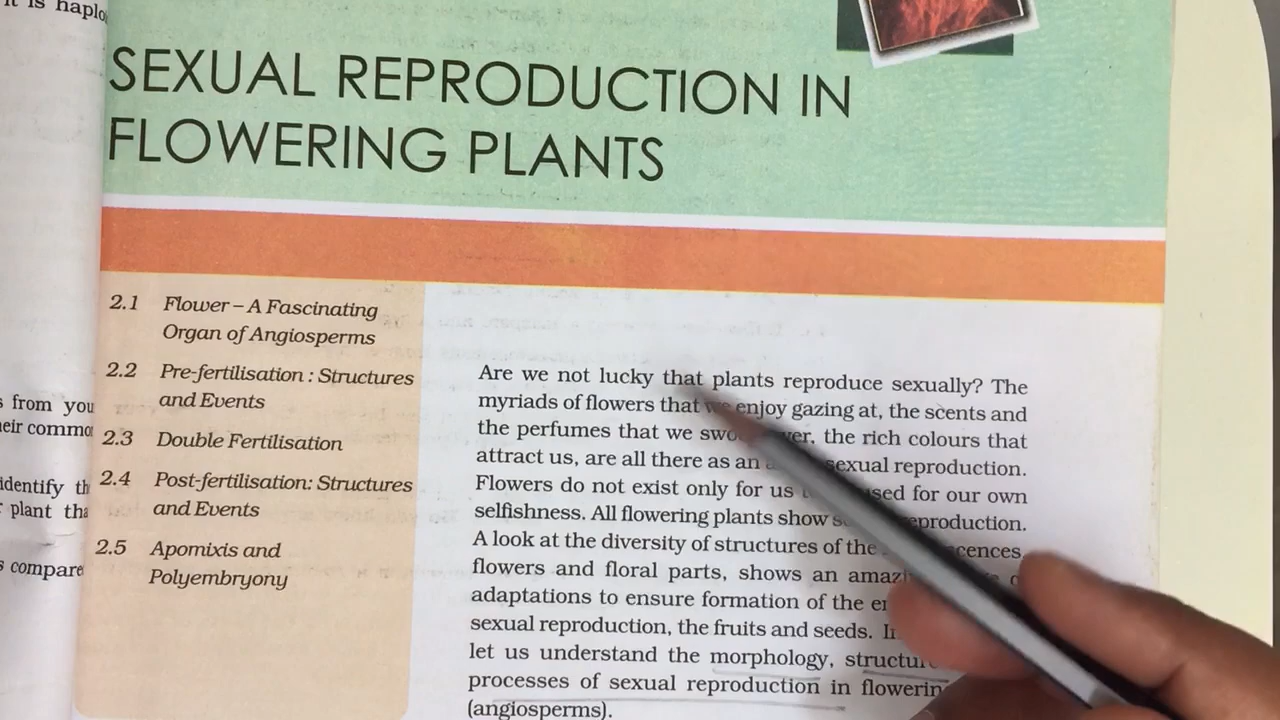 it is haplo
SEXUAL REPRODUCTION IN
FLOWERING PLANTS
2.1 Flower – A Fascinating
Organ of Angiosperms
2.2 Pre-fertilisation : Structures
and Events
2.3 Double Fertilisation
2.4 Post-fertilisation: Structures
and Events
2.5 Apomixis and
Polyembryony
from you
identify th
plant tha
compare
Are we not lucky that plants reproduce sexually? The
myriads of flowers that we enjoy gazing at, the scents and
the perfumes that we swo er, the rich colours that
attract us, are all there as an sexual reproduction.
Flowers do not exist only for us used for our own
selfishness. All flowering plants show reproduction.
A look at the diversity of structures of the cences,
flowers and floral parts, shows an amazi
adaptations to ensure formation of the e
sexual reproduction, the fruits and seeds. I
let us understand the morphology, structur
processes of sexual reproduction in flowerin
(angiosperms).